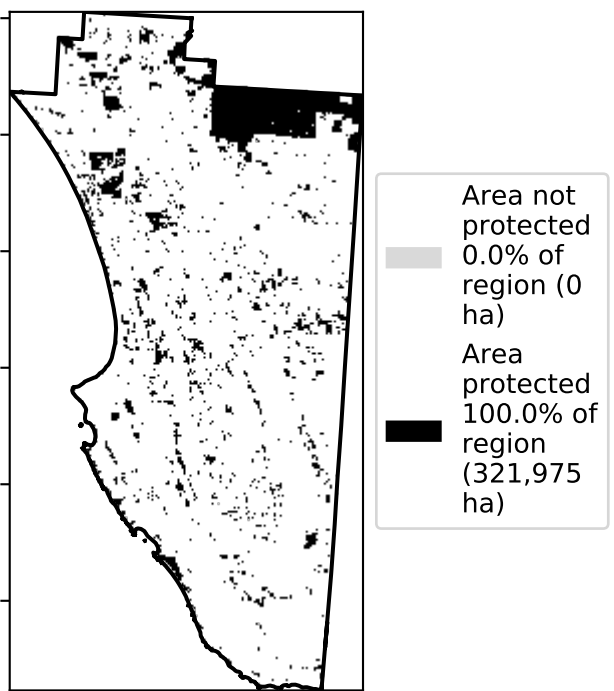 Area not
protected
0.0% of
region (0
ha)
Area
protected
100.0% of
region
(321,975
ha)